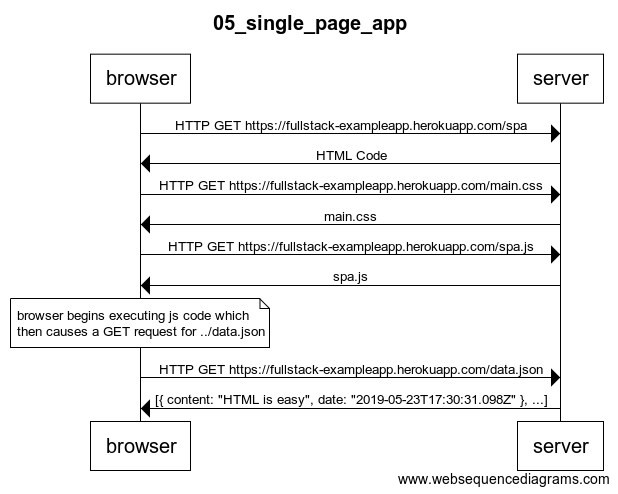 05_single_page_app
browser
server
HTTP GET https://fullstack-exampleapp.herokuapp.com/spa
HTML Code
HTTP GET https://fullstack-exampleapp.herokuapp.com/main.css
main.css
HTTP GET https://fullstack-exampleapp.herokuapp.com/spa.js
spa.js
browser begins executing js code which
then causes a GET request for ../data.json
HTTP GET https://fullstack-exampleapp.herokuapp.com/data.json
[{ content: "HTML is easy", date: "2019-05-23T17:30:31.098Z" }, ...]
browser
server
www.websequencediagrams.com